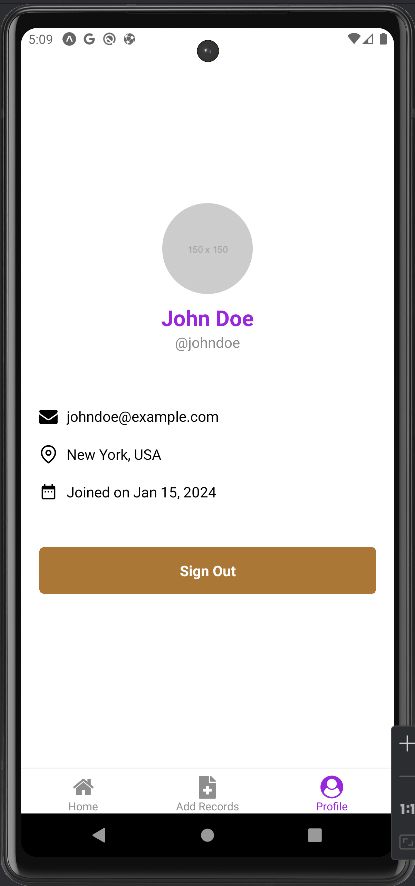 5:09
150 x 150
John Doe
@johndoe
johndoe@example.com
New York, USA
Joined on Jan 15, 2024
Sign Out
Home
Add Records
Profile
1:1